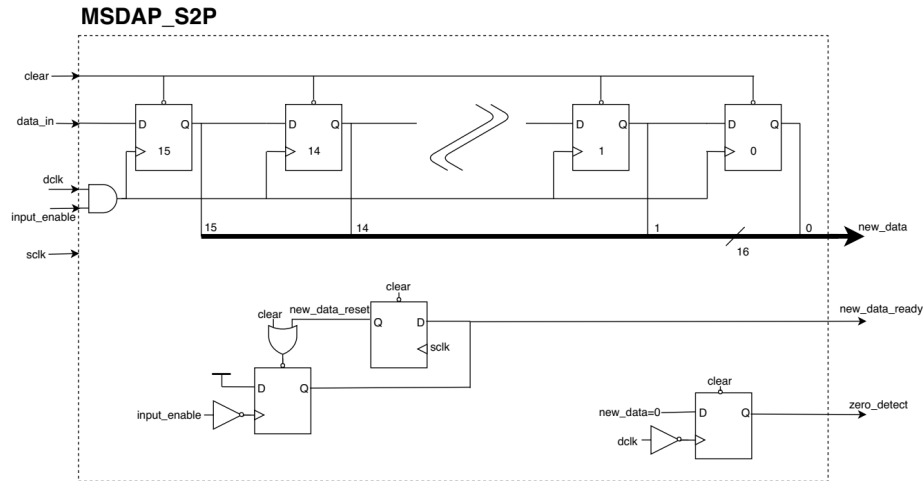 MSDAP_S2P
clear
data_in
D Q D Q D Q D Q
15 14 1 0
dclk
input_enable
15 14 1 0
new_data
16
sclk
clear
clear new_data_reset
Q D
new_data_ready
sclk
D Q
input_enable
clear
new_data=0
D Q
zero_detect
dclk